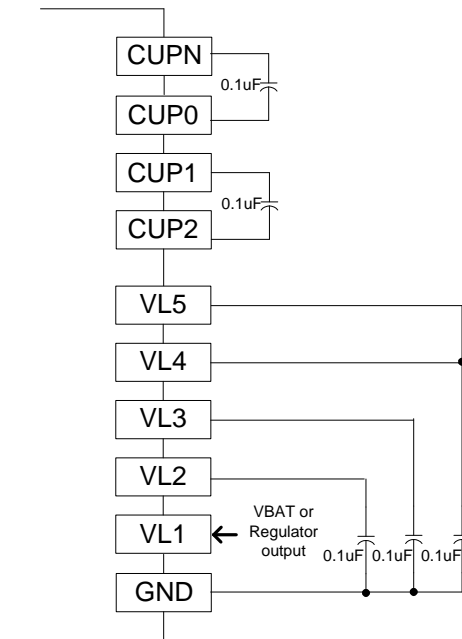 CUPN
0.1uF
CUP0
CUP1
0.1uF
CUP2
VL5
VL4
VL3
VL2
VL1
VBAT or
Regulator
output
0.1uF 0.1uF 0.1uF
GND